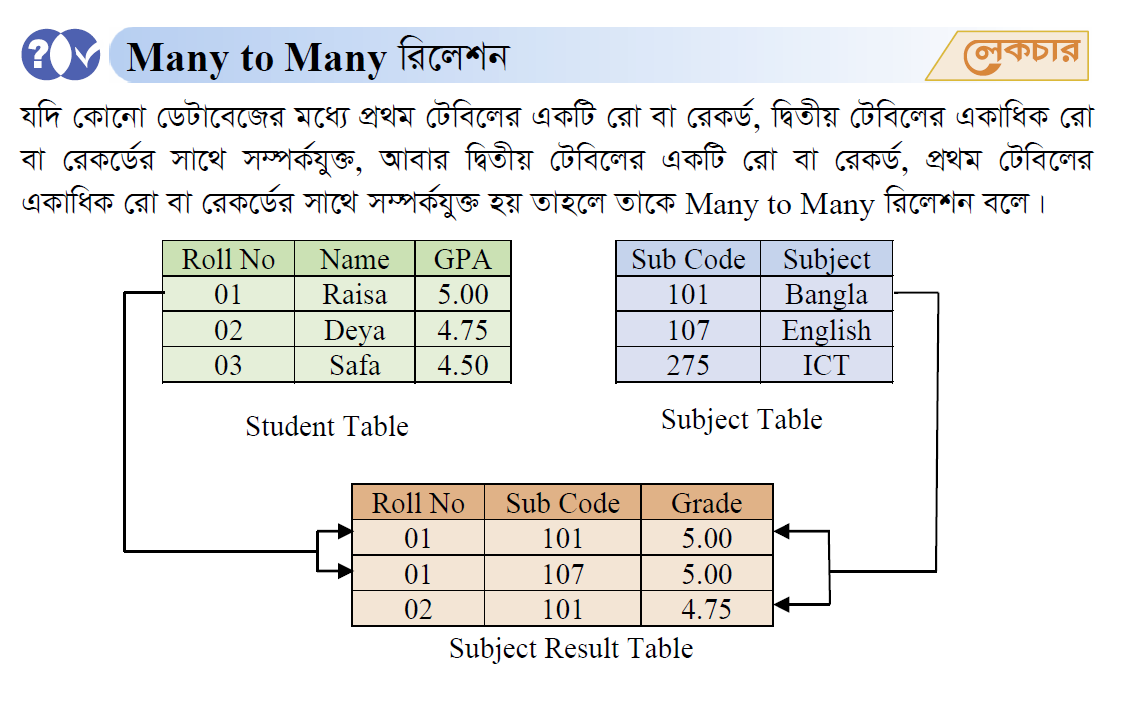 ?
Many to Many রিলেশন
লেকচার
যদি কোনো ডেটাবেজের মধ্যে প্রথম টেবিলের একটি রো বা রেকর্ড, দ্বিতীয় টেবিলের একাধিক রো
বা রেকর্ডের সাথে সম্পর্কযুক্ত, আবার দ্বিতীয় টেবিলের একটি রো বা রেকর্ড, প্রথম টেবিলের
একাধিক রো বা রেকর্ডের সাথে সম্পর্কযুক্ত হয় তাহলে তাকে Many to Many রিলেশন বলে।
Roll No Name GPA
01 Raisa 5.00
02 Deya 4.75
03 Safa 4.50
Student Table
Sub Code Subject
101 Bangla
107 English
275 ICT
Subject Table
Roll No Sub Code Grade
01 101 5.00
01 107 5.00
02 101 4.75
Subject Result Table